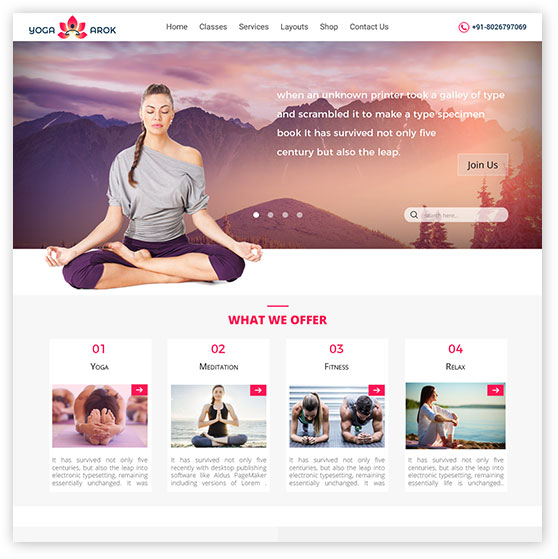 YOGA AROK
Home Classes Services Layouts Shop Contact Us
+91-8026797069
when an unknown printer took a galley of type
and scrambled it to make a type specimen
book It has survived not only five
century but also the leap.
Join Us
search here..
WHAT WE OFFER
01
Yoga
It has survived not only five
centuries, but also the leap into
electronic typesetting, remaining
essentially unchanged. It was
02
Meditation
It has survived not only five
recently with desktop publishing
software like Aldus PageMaker
including versions of Lorem .
03
Fitness
It has survived not only five
centuries, but also the leap into
electronic typesetting, remaining
essentially unchanged. It was
04
Relax
It has survived not only five
centuries, but also the leap into
electronic typesetting, remaining
essentially life is unchanged..